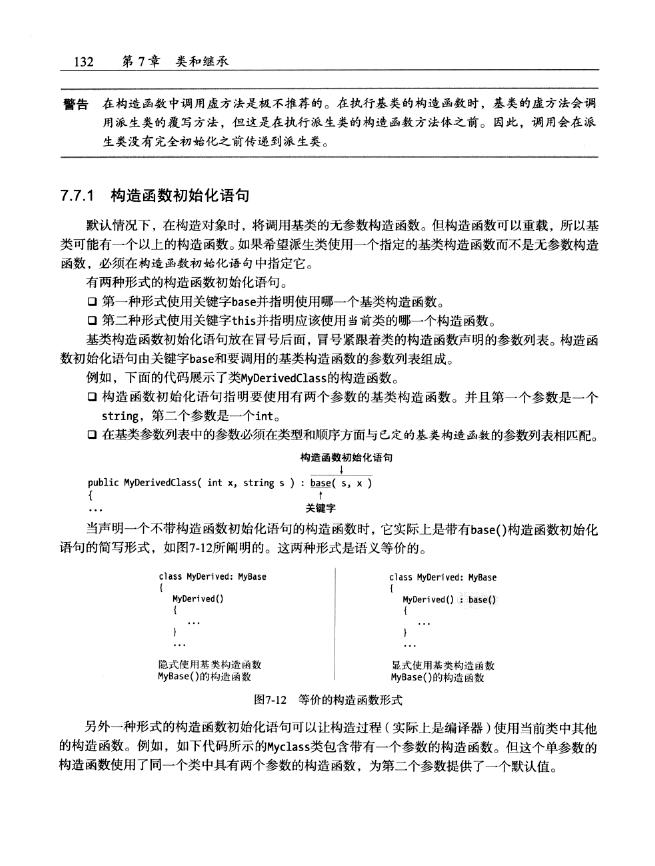 132 第7章 类和继承
警告 在构造函数中调用虚方法是极不推荐的。在执行基类的构造函数时，基类的虚方法会调
用派生类的覆写方法，但这是在执行派生类的构造函数方法体之前。因此，调用会在派
生类没有完全初始化之前传递到派生类。
7.7.1 构造函数初始化语句
默认情况下，在构造对象时，将调用基类的无参数构造函数。但构造函数可以重载，所以基
类可能有一个以上的构造函数。如果希望派生类使用一个指定的基类构造函数而不是无参数构造
函数，必须在构造函数初始化语句中指定它。
有两种形式的构造函数初始化语句。
❑ 第一种形式使用关键字base并指明使用哪一个基类构造函数。
❑ 第二种形式使用关键字this并指明应该使用当前类的哪一个构造函数。
基类构造函数初始化语句放在冒号后面，冒号紧跟着类的构造函数声明的参数列表。构造函
数初始化语句由关键字base和要调用的基类构造函数的参数列表组成。
例如，下面的代码展示了类MyDerivedClass的构造函数。
❑ 构造函数初始化语句指明要使用有两个参数的基类构造函数。并且第一个参数是一个
string，第二个参数是一个int。
❑ 在基类参数列表中的参数必须在类型和顺序方面与已定的基类构造函数的参数列表相匹配。
构造函数初始化语句
↓
public MyDerivedClass( int x, string s ) : base( s, x )
{ ↑
... 关键字
当声明一个不带构造函数初始化语句的构造函数时，它实际上是带有base()构造函数初始化
语句的简写形式，如图7-12所阐明的。这两种形式是语义等价的。
class MyDerived: MyBase
{
MyDerived()
{
...
}
...
隐式使用基类构造函数
MyBase()的构造函数
class MyDerived: MyBase
{
MyDerived() : base()
{
...
}
...
显式使用基类构造函数
MyBase()的构造函数
图7-12 等价的构造函数形式
另外一种形式的构造函数初始化语句可以让构造过程（实际上是编译器）使用当前类中其他
的构造函数。例如，如下代码所示的Myclass类包含带有一个参数的构造函数。但这个单参数的
构造函数使用了同一个类中具有两个参数的构造函数，为第二个参数提供了一个默认值。